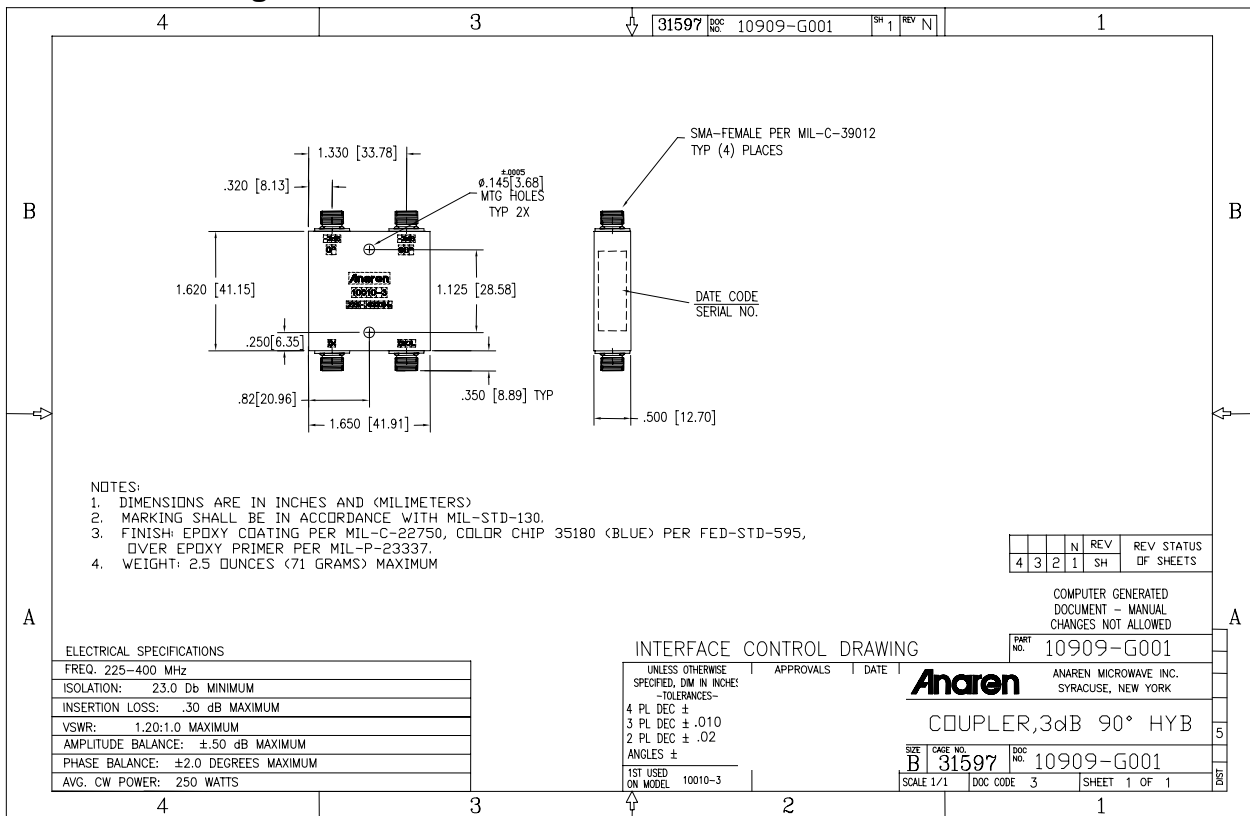 4 3 31597 DOC NO. 10909-G001 SH 1 REV N 1
SMA-FEMALE PER MIL-C-39012
TYP (4) PLACES
1.330 [33.78]
±.0005
ø.145[3.68]
MTG HOLES
TYP 2X
.320 [8.13]
B B
Anaren
10010-3
1.620 [41.15]
1.125 [28.58]
DATE CODE
SERIAL NO.
.250[6.35]
.350 [8.89] TYP
.82[20.96]
1.650 [41.91]
.500 [12.70]
NOTES:
1. DIMENSIONS ARE IN INCHES AND (MILIMETERS)
2. MARKING SHALL BE IN ACCORDANCE WITH MIL-STD-130.
3. FINISH: EPOXY COATING PER MIL-C-22750, COLOR CHIP 35180 (BLUE) PER FED-STD-595,
OVER EPOXY PRIMER PER MIL-P-23337.
4. WEIGHT: 2.5 OUNCES (71 GRAMS) MAXIMUM
N REV REV STATUS
4 3 2 1 SH OF SHEETS
COMPUTER GENERATED
DOCUMENT - MANUAL
CHANGES NOT ALLOWED
A A
ELECTRICAL SPECIFICATIONS
FREQ. 225-400 MHz
ISOLATION: 23.0 Db MINIMUM
INSERTION LOSS: .30 dB MAXIMUM
VSWR: 1.20:1.0 MAXIMUM
AMPLITUDE BALANCE: ±.50 dB MAXIMUM
PHASE BALANCE: ±2.0 DEGREES MAXIMUM
AVG. CW POWER: 250 WATTS
INTERFACE CONTROL DRAWING
PART NO. 10909-G001
UNLESS OTHERWISE
SPECIFIED, DIM IN INCHES
-TOLERANCES-
4 PL DEC ±
3 PL DEC ± .010
2 PL DEC ± .02
ANGLES ±
1ST USED
ON MODEL 10010-3
APPROVALS DATE
Anaren
ANAREN MICROWAVE INC.
SYRACUSE, NEW YORK
COUPLER,3dB 90° HYB
5
SIZE B CAGE NO. 31597 DOC NO. 10909-G001
SCALE 1/1 DOC CODE 3 SHEET 1 OF 1
DIST
4 3 2 1